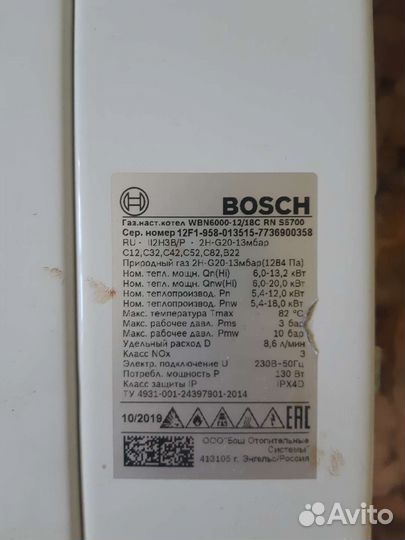 BOSCH
Газ.наст.котел WBN6000-12/18C RN S5700
Сер. номер 12F1-958-013515-7736900358
RU - II2H3B/P - 2H-G20-13мбар
C12,C32,C42,C52,C82,B22
Природный газ 2H-G20-13мбар(1284 Па)
Ном. тепл. мощн. Qn(Hi) 6,0-13,2 кВт
Ном. тепл. мощн. Qnw(Hi) 6,0-20,0 кВт
Ном. теплопроизвод. Pn 5,4-12,0 кВт
Ном. теплопроизвод. Pnw 5,4-18,0 кВт
Макс. температура Tmax 82 °C
Макс. рабочее давл. Pms 3 бар
Макс. рабочее давл. Pmw 10 бар
Удельный расход D 8,6 л/мин
Класс NOx 3
Электр. подключение U 230В-50Гц
Потребл. мощность P 130 Вт
Класс защиты IP IPX4D
ТУ 4931-001-24397901-2014
10/2019 EAC
ООО"Бош Отопительные
Системы"
413105 г. Энгельс/Россия
Avito